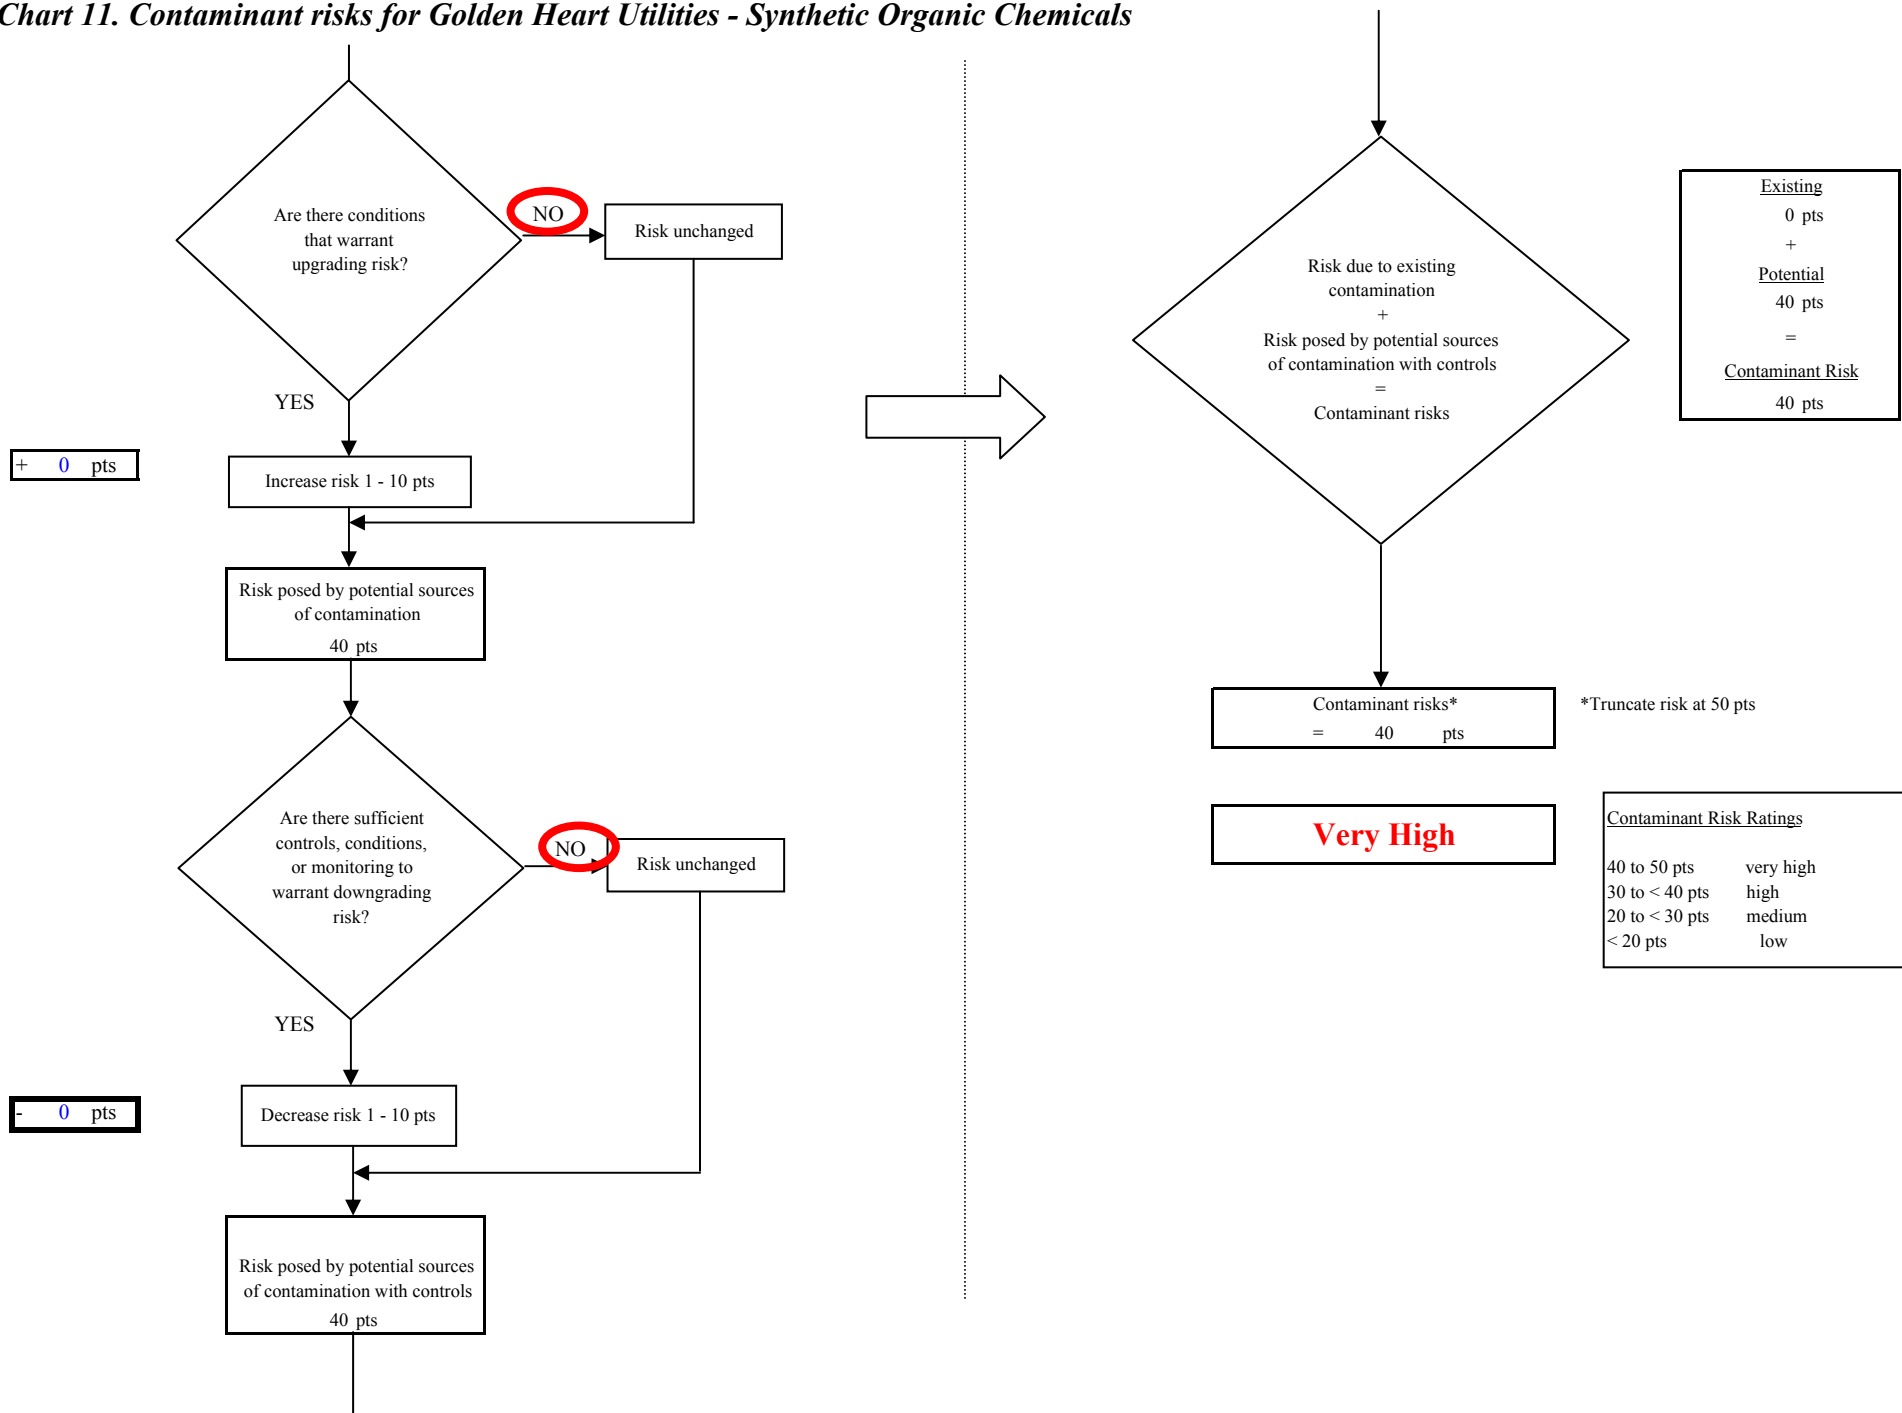 Chart 11. Contaminant risks for Golden Heart Utilities - Synthetic Organic Chemicals
Are there conditions
that warrant
upgrading risk?
NO
Risk unchanged
YES
+ 0 pts
Increase risk 1 - 10 pts
Risk posed by potential sources
of contamination
40 pts
Are there sufficient
controls, conditions,
or monitoring to
warrant downgrading
risk?
NO
Risk unchanged
YES
- 0 pts
Decrease risk 1 - 10 pts
Risk posed by potential sources
of contamination with controls
40 pts
Risk due to existing
contamination
+
Risk posed by potential sources
of contamination with controls
=
Contaminant risks
Existing
0 pts
+
Potential
40 pts
=
Contaminant Risk
40 pts
Contaminant risks*
= 40 pts
*Truncate risk at 50 pts
Very High
Contaminant Risk Ratings
40 to 50 pts very high
30 to < 40 pts high
20 to < 30 pts medium
< 20 pts low